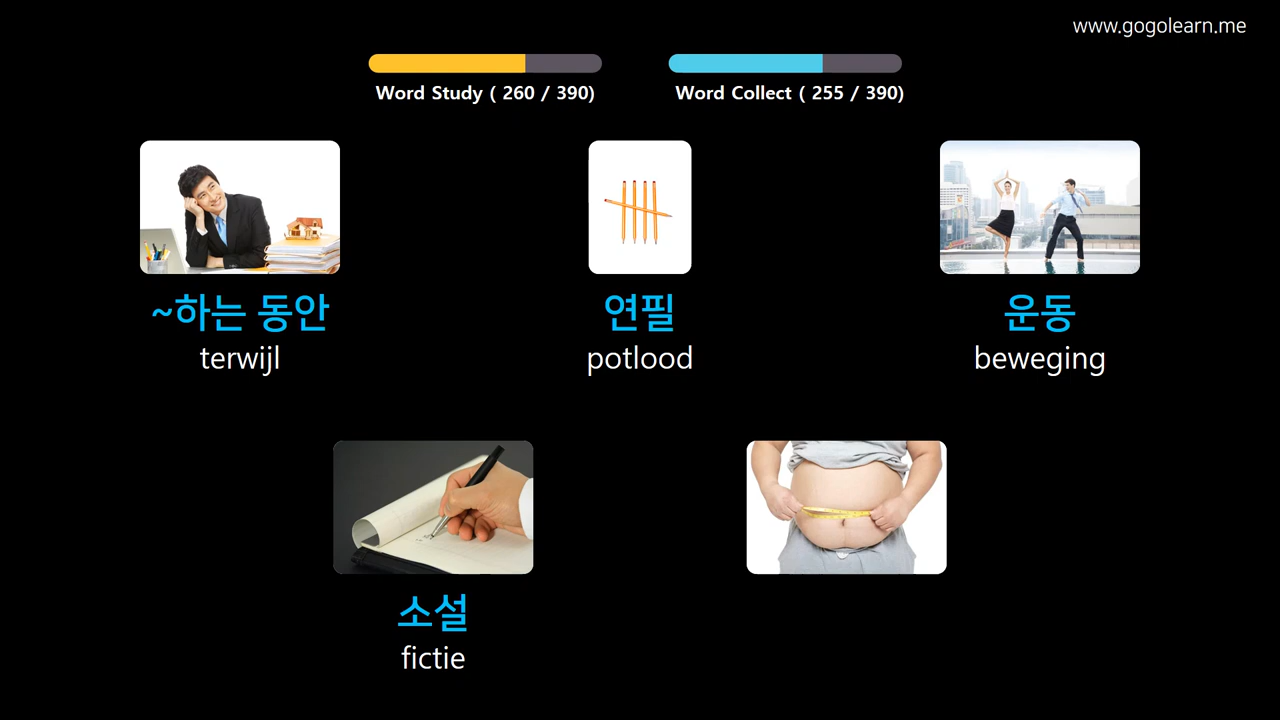 www.gogolearn.me
Word Study ( 260 / 390)
Word Collect ( 255 / 390)
~하는 동안
terwijl
연필
potlood
운동
beweging
소설
fictie